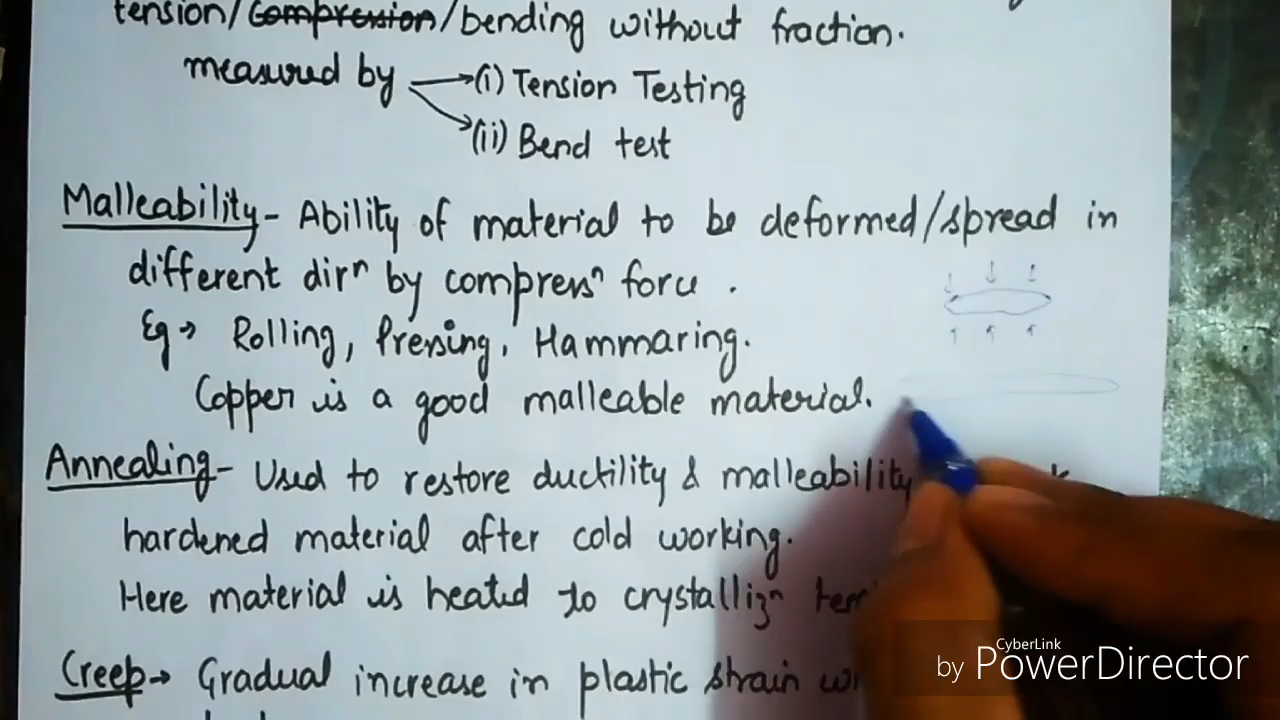 tension/compression/bending without fraction.
measured by → (i) Tension Testing
(ii) Bend test
Malleability - Ability of material to be deformed/spread in
different dirⁿ by compressⁿ force .
Eg → Rolling, Pressing, Hammaring.
Copper is a good malleable material.
Annealing - Used to restore ductility & malleability
hardened material after cold working.
Here material is heated to crystallizⁿ
Creep → Gradual increase in plastic strain
CyberLink
by PowerDirector